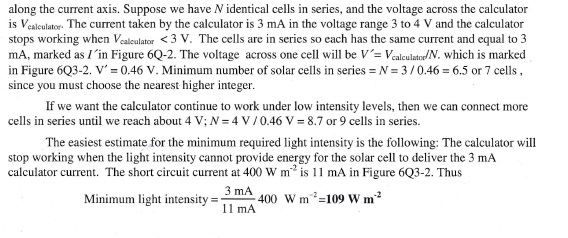 along the current axis. Suppose we have N identical cells in series, and the voltage across the calculator
is Vcalculator. The current taken by the calculator is 3 mA in the voltage range 3 to 4 V and the calculator
stops working when Vcalculator < 3 V. The cells are in series so each has the same current and equal to 3
mA, marked as I´in Figure 6Q-2. The voltage across one cell will be V´= Vcalculator/N. which is marked
in Figure 6Q3-2. V´ = 0.46 V. Minimum number of solar cells in series = N = 3 / 0.46 = 6.5 or 7 cells ,
since you must choose the nearest higher integer.
If we want the calculator continue to work under low intensity levels, then we can connect more
cells in series until we reach about 4 V; N = 4 V / 0.46 V = 8.7 or 9 cells in series.
The easiest estimate for the minimum required light intensity is the following: The calculator will
stop working when the light intensity cannot provide energy for the solar cell to deliver the 3 mA
calculator current. The short circuit current at 400 W m-2 is 11 mA in Figure 6Q3-2. Thus
Minimum light intensity = 3 mA / 11 mA 400 W m-2 =109 W m-2